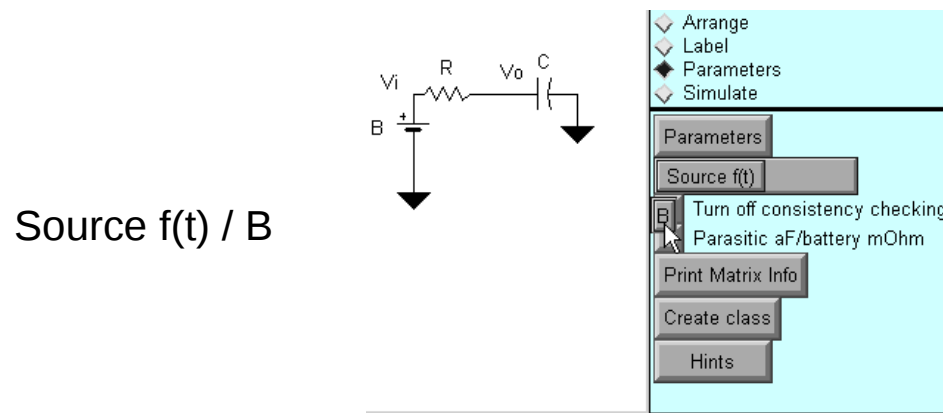 Source f(t) / B
Vi
R
Vo
C
B
+
Arrange
Label
Parameters
Simulate
Parameters
Source f(t)
B
Turn off consistency checking
Parasitic aF/battery mOhm
Print Matrix Info
Create class
Hints